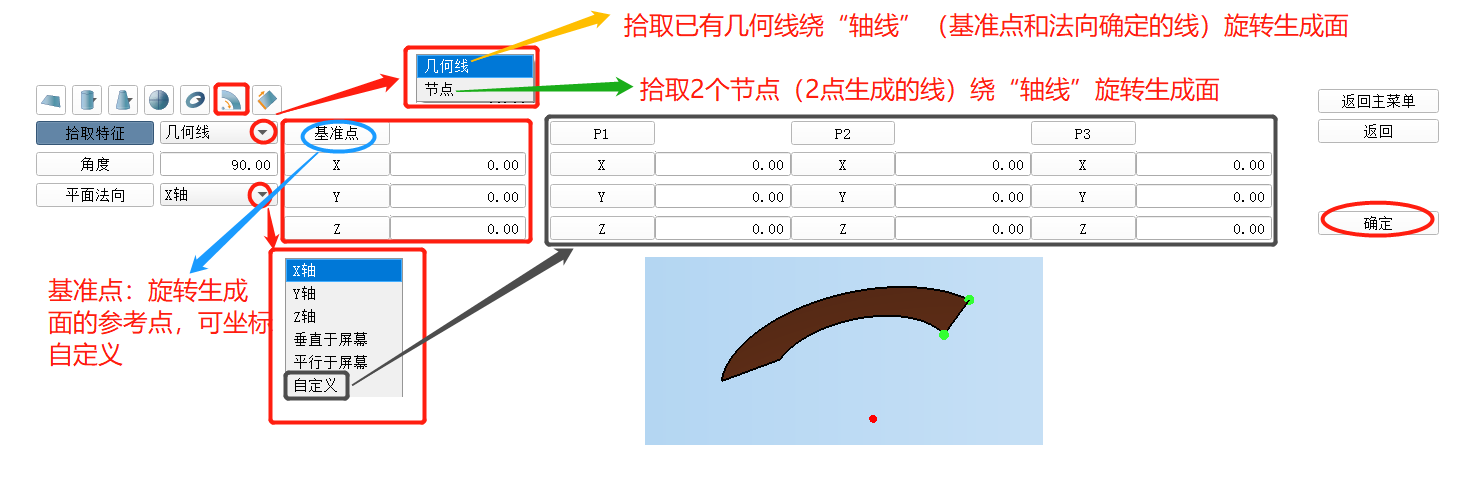 拾取已有几何线绕“轴线”（基准点和法向确定的线）旋转生成面
几何线
节点
拾取2个节点（2点生成的线）绕“轴线”旋转生成面
返回主菜单
拾取特征 几何线 基准点 P1 P2 P3 返回
角度 90.00 X 0.00 X 0.00 X 0.00 X 0.00
平面法向 X轴 Y 0.00 Y 0.00 Y 0.00 Y 0.00
Z 0.00 Z 0.00 Z 0.00 Z 0.00 确定
X轴
Y轴
Z轴
垂直于屏幕
平行于屏幕
自定义
基准点：旋转生成
面的参考点，可坐标
自定义